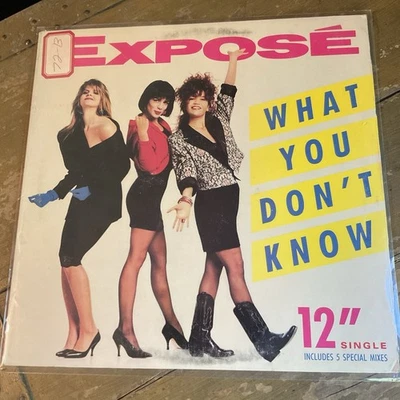 EXPOSÉ
WHAT
YOU
DON'T
KNOW
12"
SINGLE
INCLUDES 5 SPECIAL MIXES